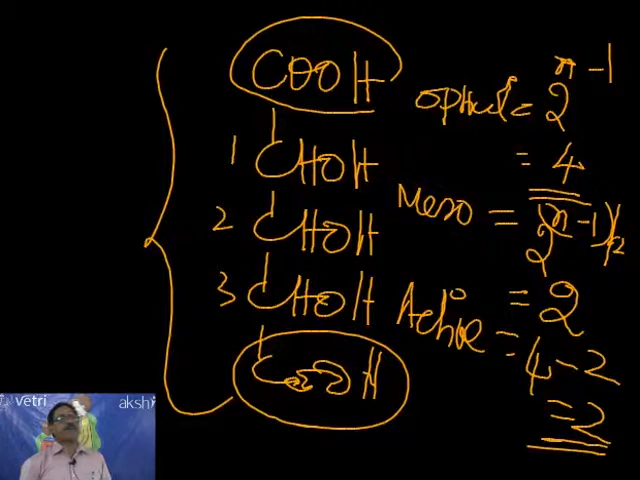 COOH
1 CHOH
2 CHOH
3 CHOH
COOH
optical = 2^n-1
= 4
Meso = 2^(n-1)/2
= 2
Active = 4-2
= 2
vetri
aksh